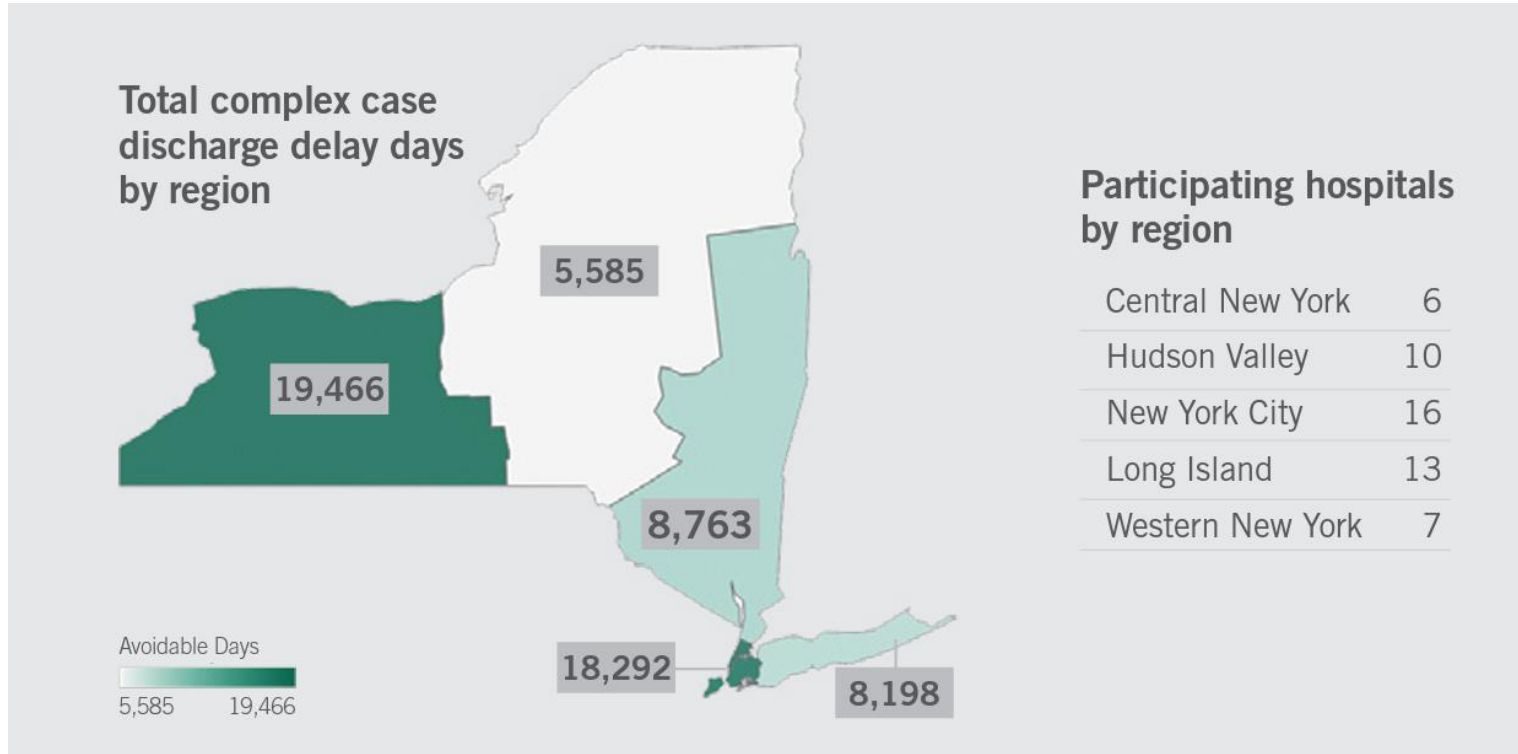 Total complex case
discharge delay days
by region
5,585
19,466
8,763
18,292
8,198
Avoidable Days
5,585 19,466
Participating hospitals
by region
Central New York 6
Hudson Valley 10
New York City 16
Long Island 13
Western New York 7